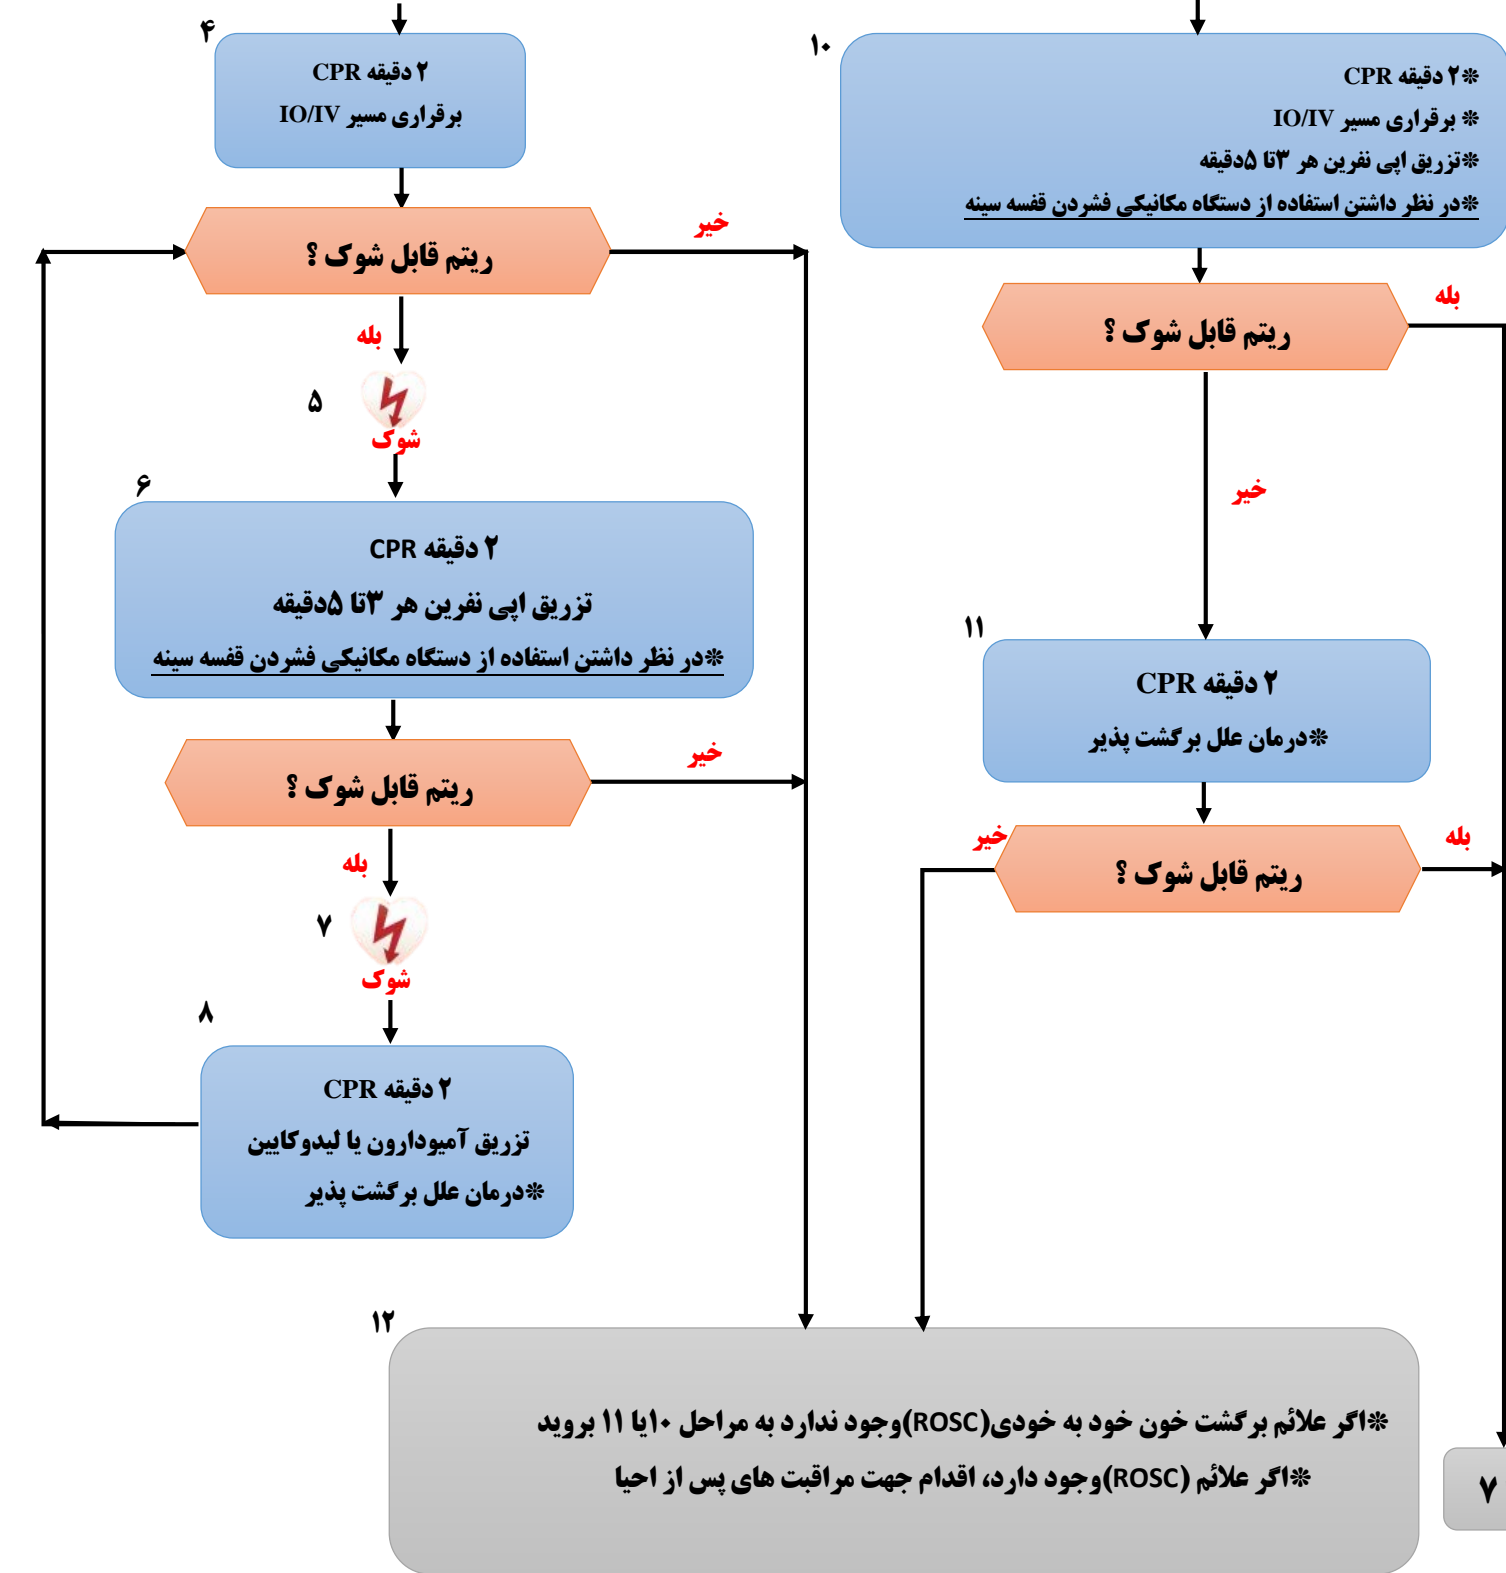 ۴
۲ دقیقه CPR
برقراری مسیر IO/IV
ریتم قابل شوک ؟
خیر
بله
۵
شوک
۶
۲ دقیقه CPR
تزریق اپی نفرین هر ۳تا ۵دقیقه
*در نظر داشتن استفاده از دستگاه مکانیکی فشردن قفسه سینه
ریتم قابل شوک ؟
خیر
بله
۷
شوک
۸
۲ دقیقه CPR
تزریق آمیودارون یا لیدوکایین
*درمان علل برگشت پذیر
۱۰
*۲ دقیقه CPR
* برقراری مسیر IO/IV
*تزریق اپی نفرین هر ۳تا ۵دقیقه
*در نظر داشتن استفاده از دستگاه مکانیکی فشردن قفسه سینه
ریتم قابل شوک ؟
بله
خیر
۱۱
۲ دقیقه CPR
*درمان علل برگشت پذیر
ریتم قابل شوک ؟
خیر
بله
۱۲
*اگر علائم برگشت خون خود به خودی(ROSC)وجود ندارد به مراحل ۱۰یا ۱۱ بروید
*اگر علائم (ROSC)وجود دارد، اقدام جهت مراقبت های پس از احیا
۷